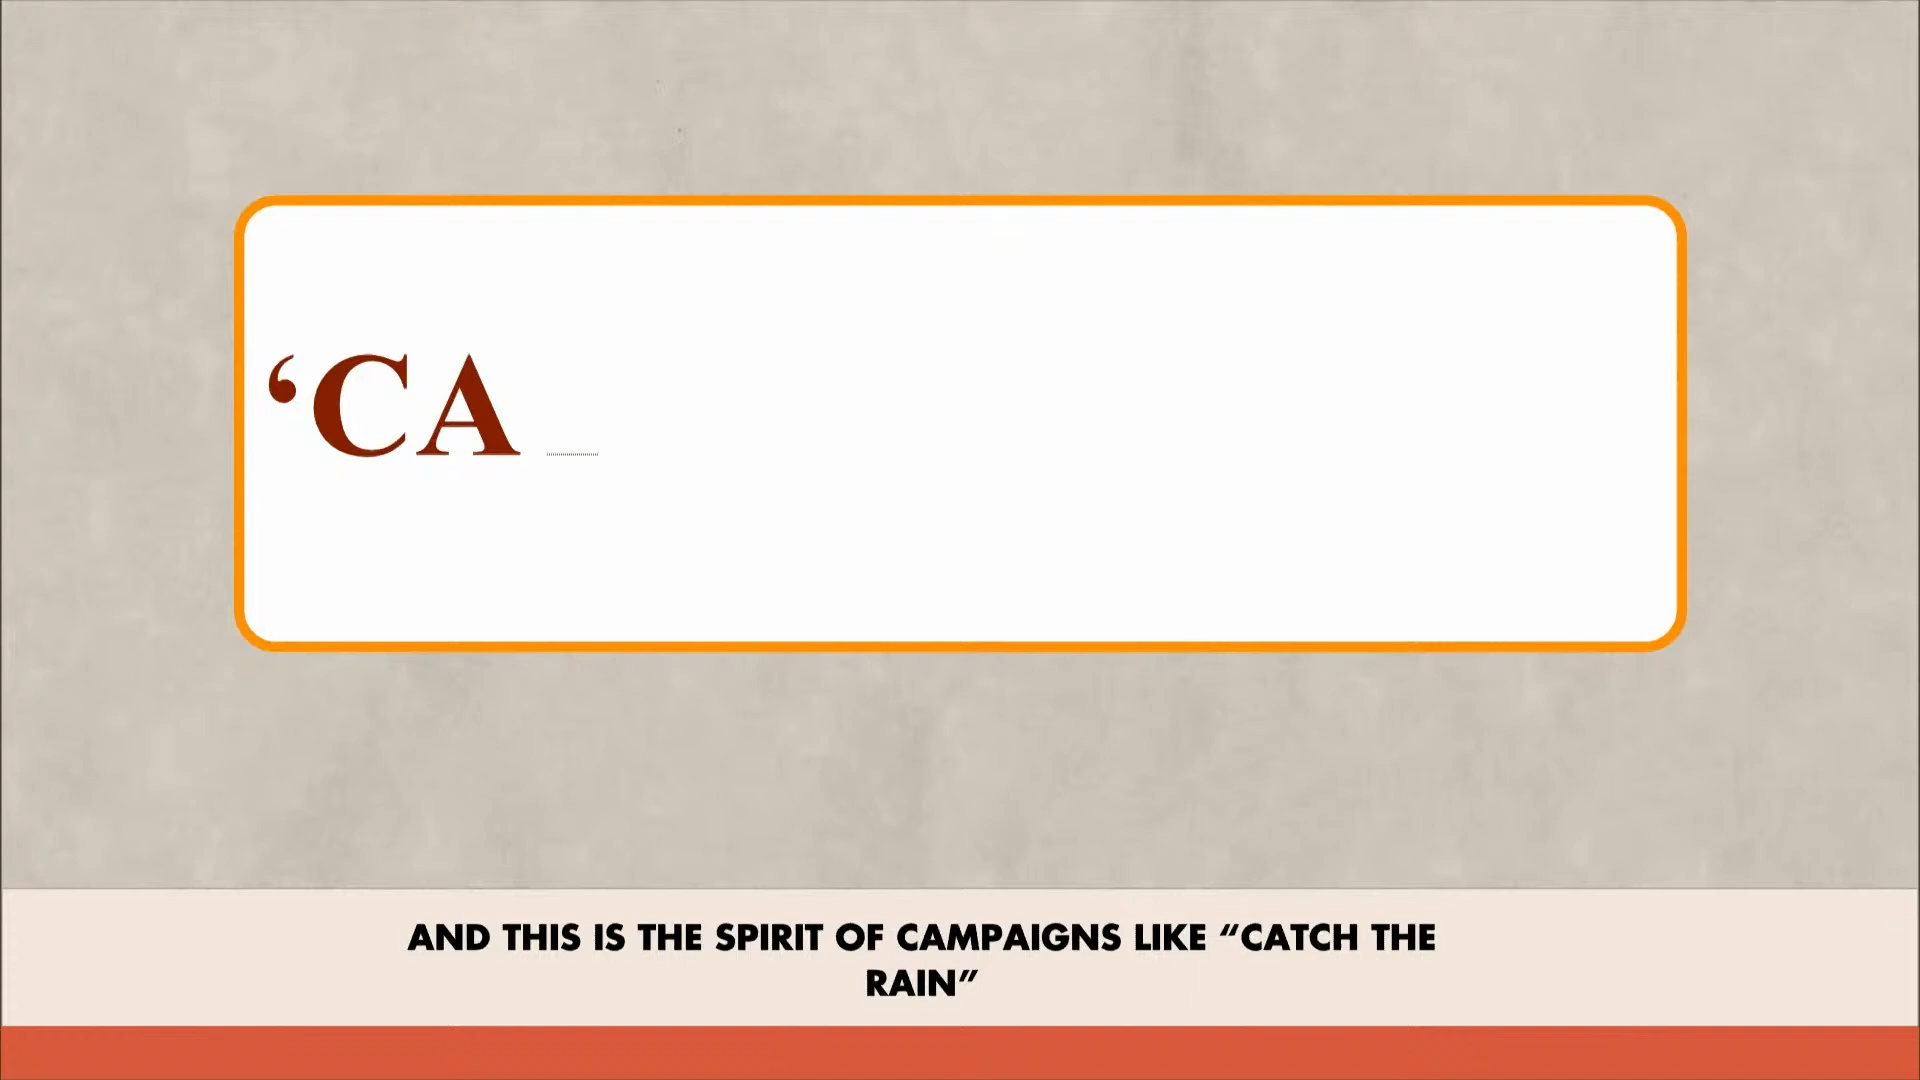 ‘CA
AND THIS IS THE SPIRIT OF CAMPAIGNS LIKE “CATCH THE
RAIN”